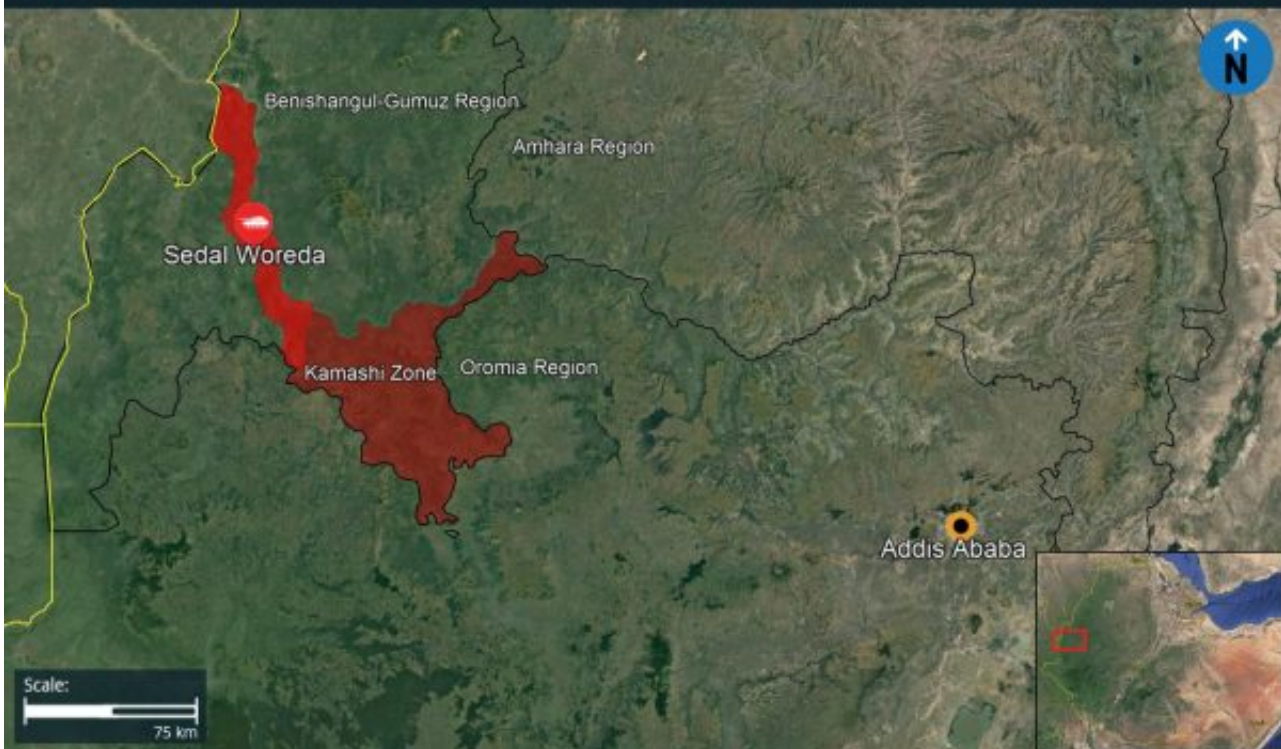 N
Benishangul-Gumuz Region
Amhara Region
Sedal Woreda
Kamashi Zone
Oromia Region
Addis Ababa
Scale:
75 km